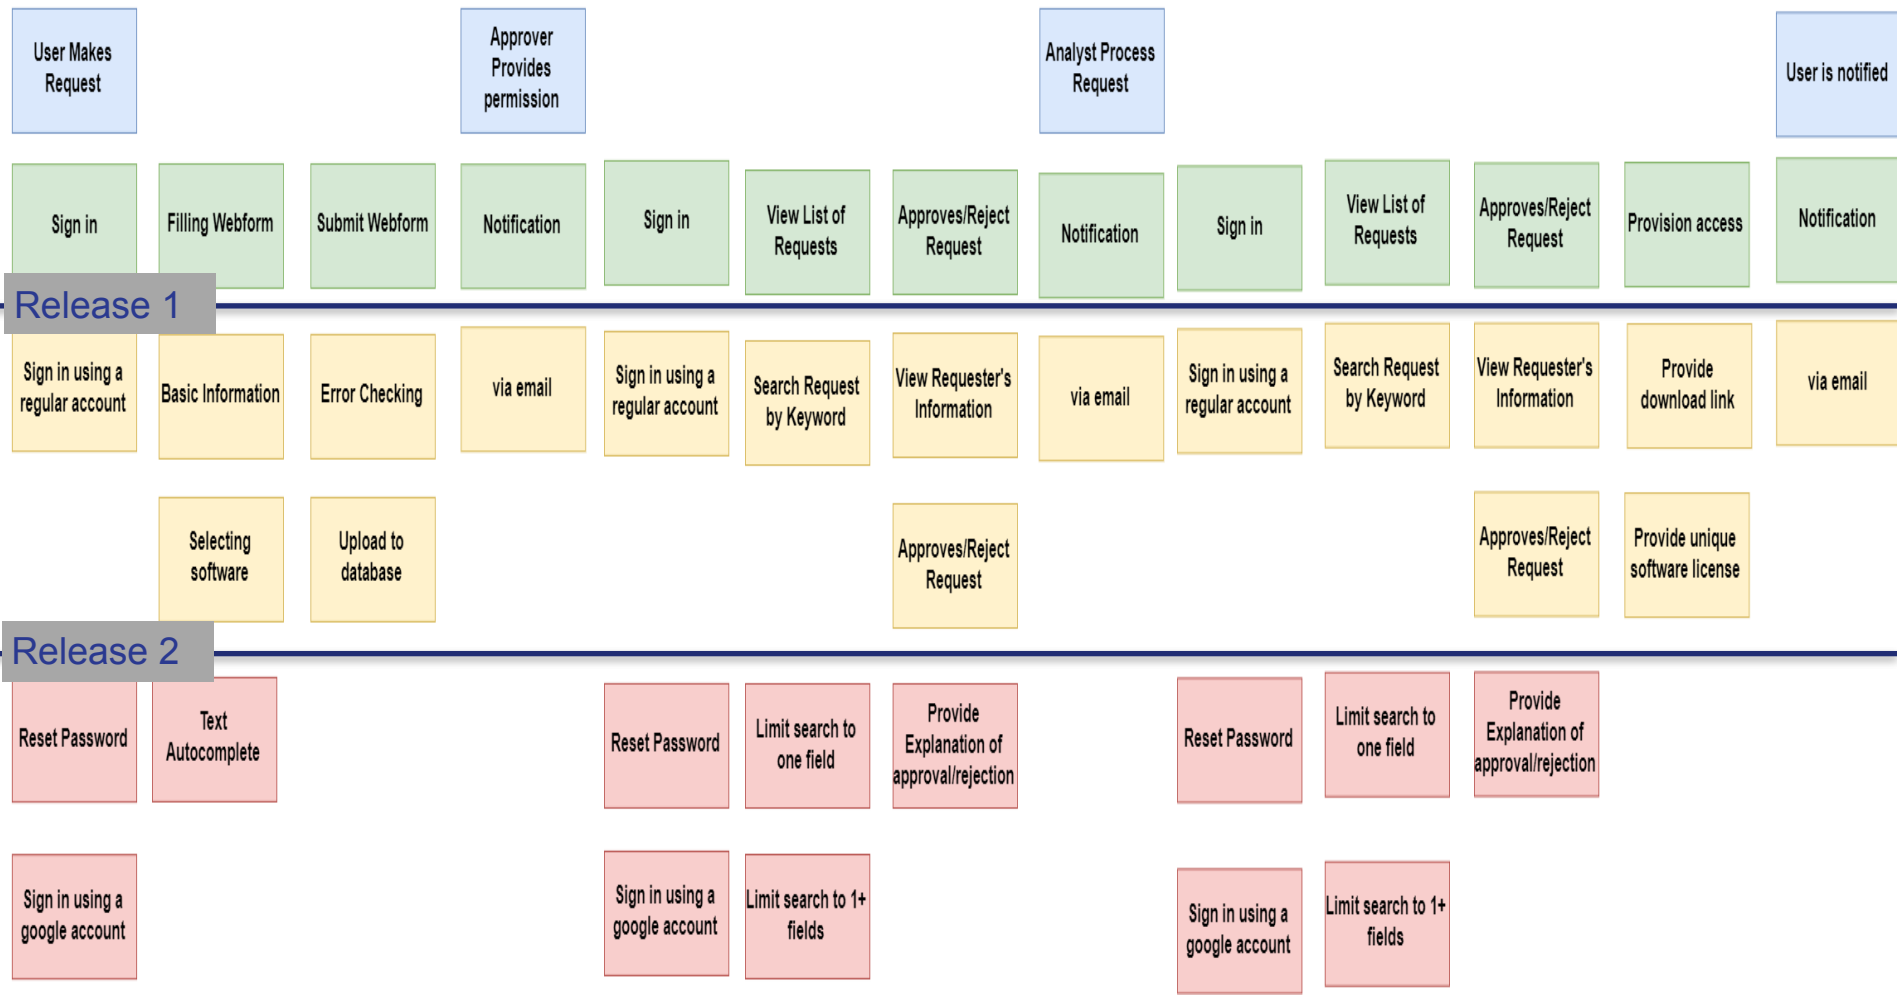 User Makes
Request
Approver
Provides
permission
Analyst Process
Request
User is notified
Sign in
Filling Webform
Submit Webform
Notification
Sign in
View List of
Requests
Approves/Reject
Request
Notification
Sign in
View List of
Requests
Approves/Reject
Request
Provision access
Notification
Release 1
Sign in using a
regular account
Basic Information
Error Checking
via email
Sign in using a
regular account
Search Request
by Keyword
View Requester's
Information
via email
Sign in using a
regular account
Search Request
by Keyword
View Requester's
Information
Provide
download link
via email
Selecting
software
Upload to
database
Approves/Reject
Request
Approves/Reject
Request
Provide unique
software license
Release 2
Reset Password
Text
Autocomplete
Reset Password
Limit search to
one field
Provide
Explanation of
approval/rejection
Reset Password
Limit search to
one field
Provide
Explanation of
approval/rejection
Sign in using a
google account
Sign in using a
google account
Limit search to 1+
fields
Sign in using a
google account
Limit search to 1+
fields